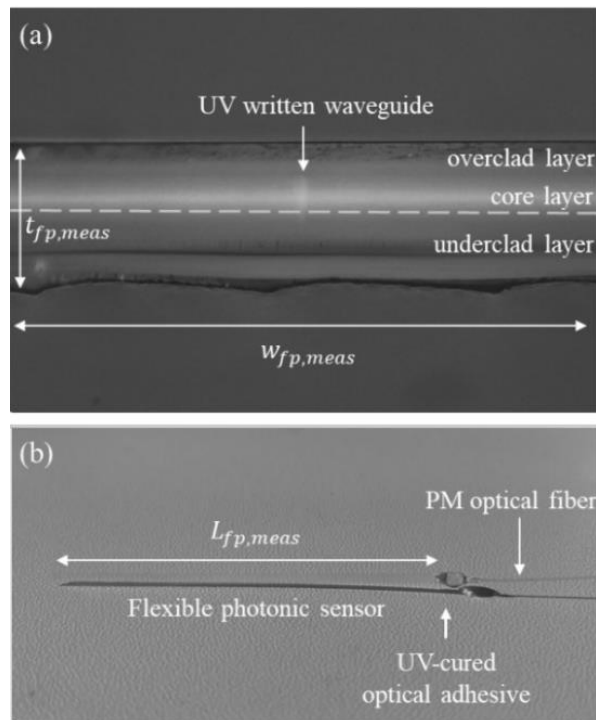 (a)
UV written waveguide
overclad layer
core layer
t_{fp,meas}
underclad layer
w_{fp,meas}
(b)
PM optical fiber
L_{fp,meas}
Flexible photonic sensor
UV-cured
optical adhesive